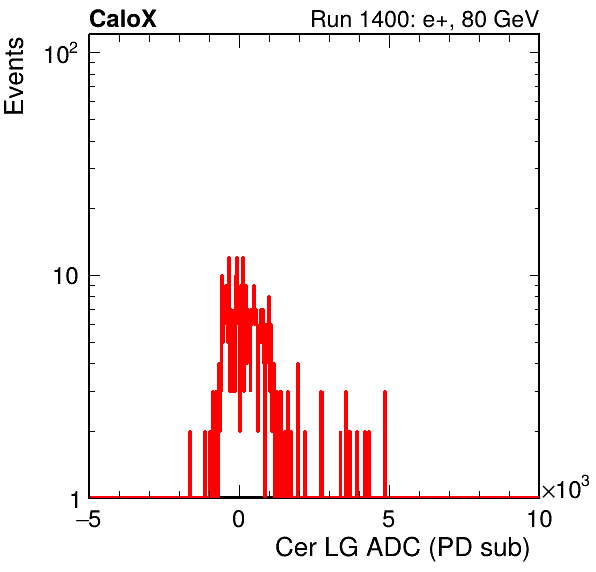 CaloX Run 1400: e+, 80 GeV
Events
10²
10
1
−5 0 5 10
×10³
Cer LG ADC (PD sub)